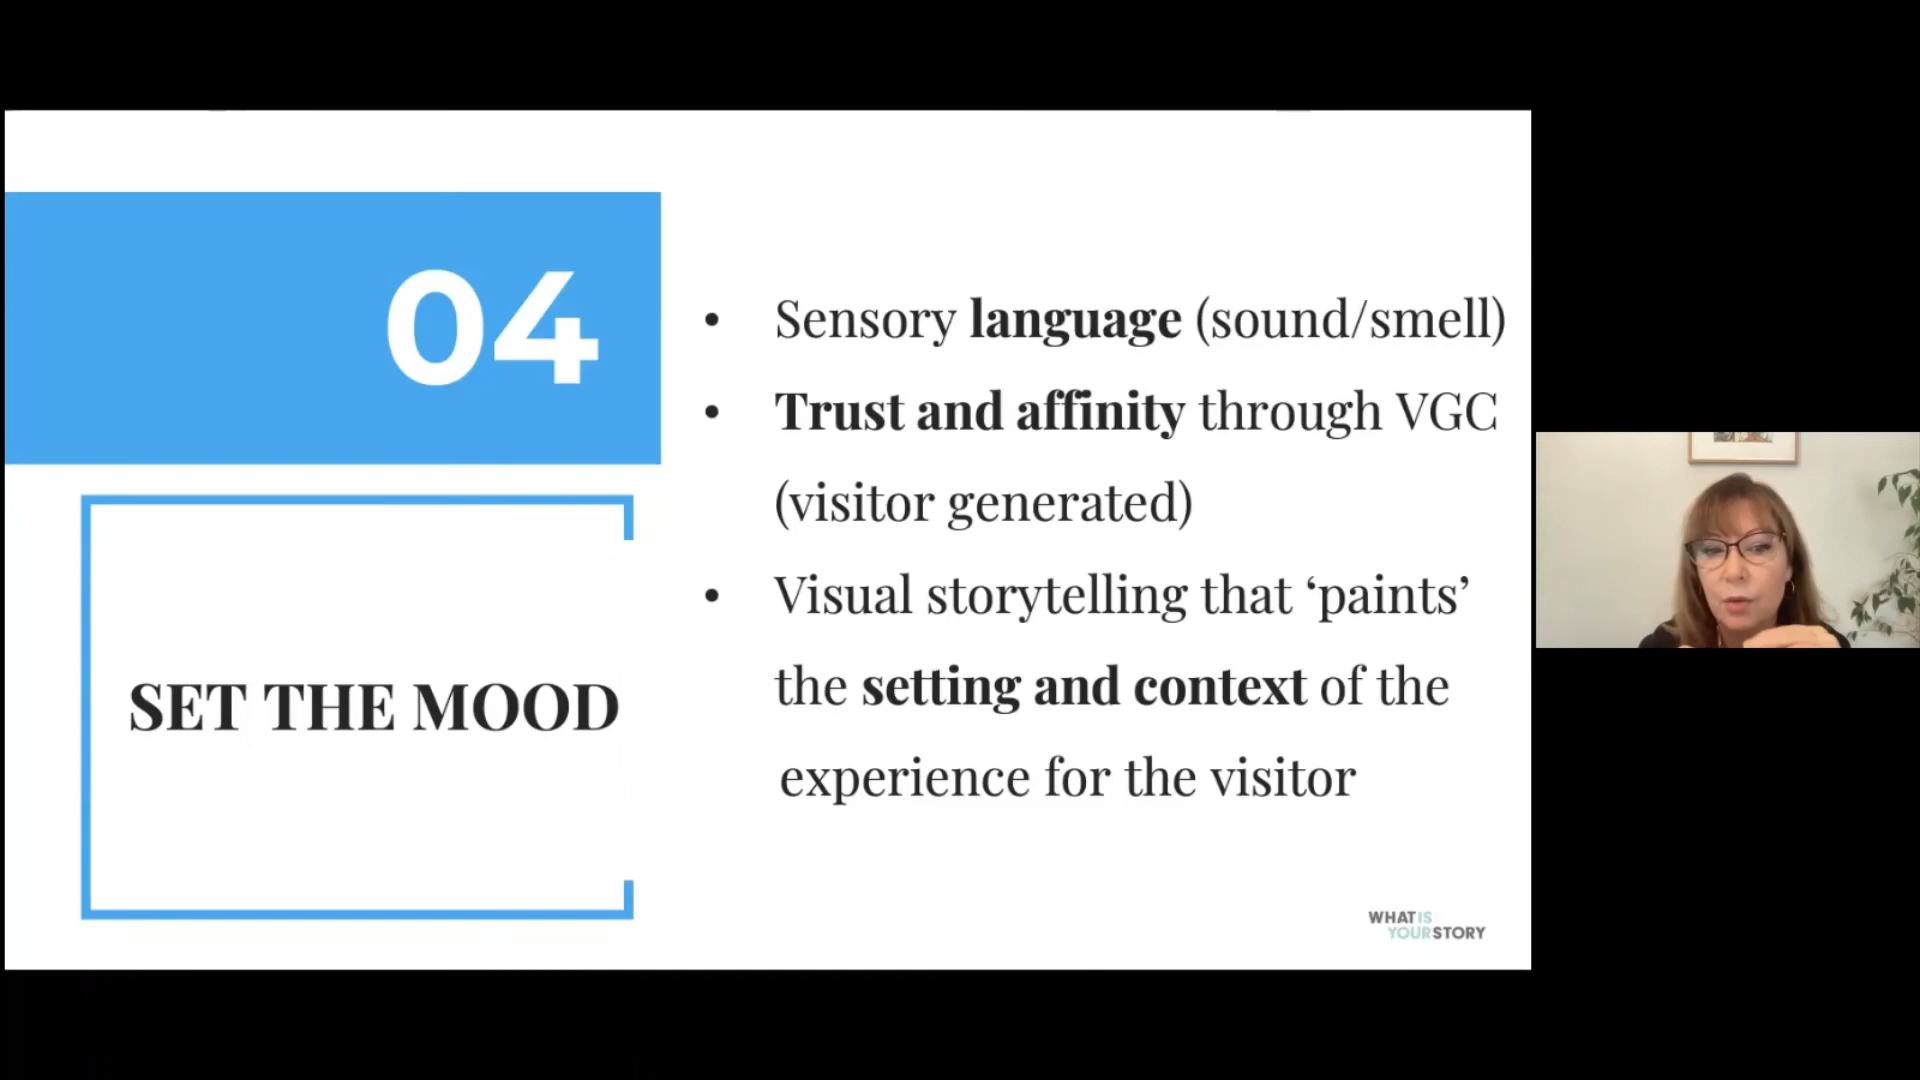 04
SET THE MOOD
• Sensory language (sound/smell)
• Trust and affinity through VGC
(visitor generated)
• Visual storytelling that ‘paints’
the setting and context of the
experience for the visitor
WHAT IS
YOUR STORY